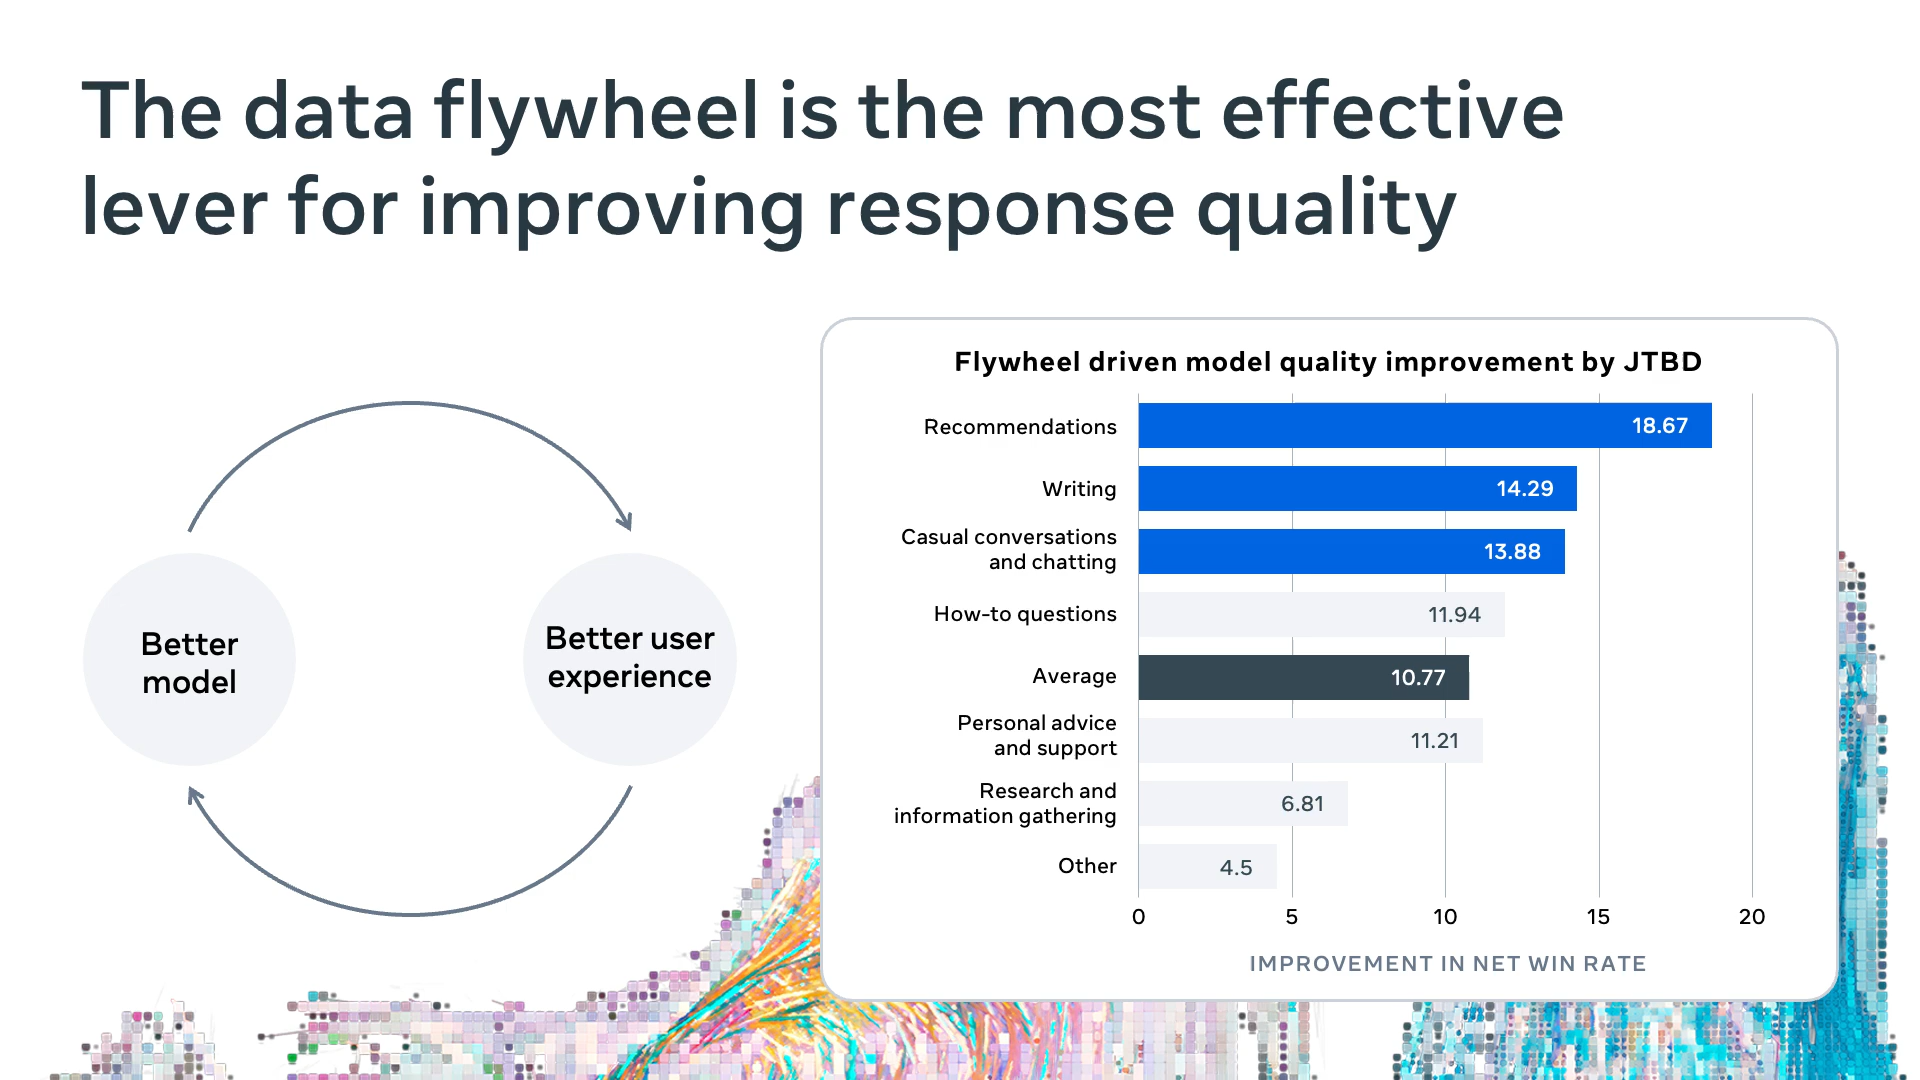 The data flywheel is the most effective
lever for improving response quality
Better
model
Better user
experience
Flywheel driven model quality improvement by JTBD
Recommendations
18.67
Writing
14.29
Casual conversations
and chatting
13.88
How-to questions
11.94
Average
10.77
Personal advice
and support
11.21
Research and
information gathering
6.81
Other
4.5
0 5 10 15 20
IMPROVEMENT IN NET WIN RATE